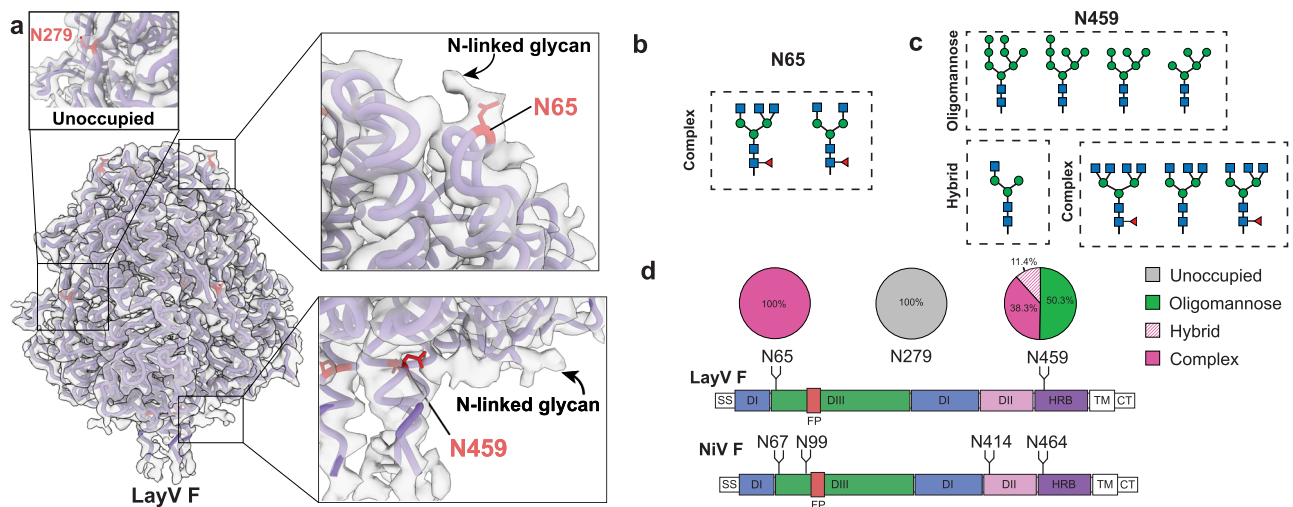 a
N279
Unoccupied
N-linked glycan
N65
N-linked glycan
N459
LayV F
b
N65
Complex
c
N459
Oligomannose
Hybrid
Complex
d
100%
100%
11.4%
38.3%
50.3%
Unoccupied
Oligomannose
Hybrid
Complex
N65
N279
N459
LayV F
SS DI DIII DI DII HRB TM CT
FP
N67 N99 N414 N464
NiV F
SS DI DIII DI DII HRB TM CT
FP